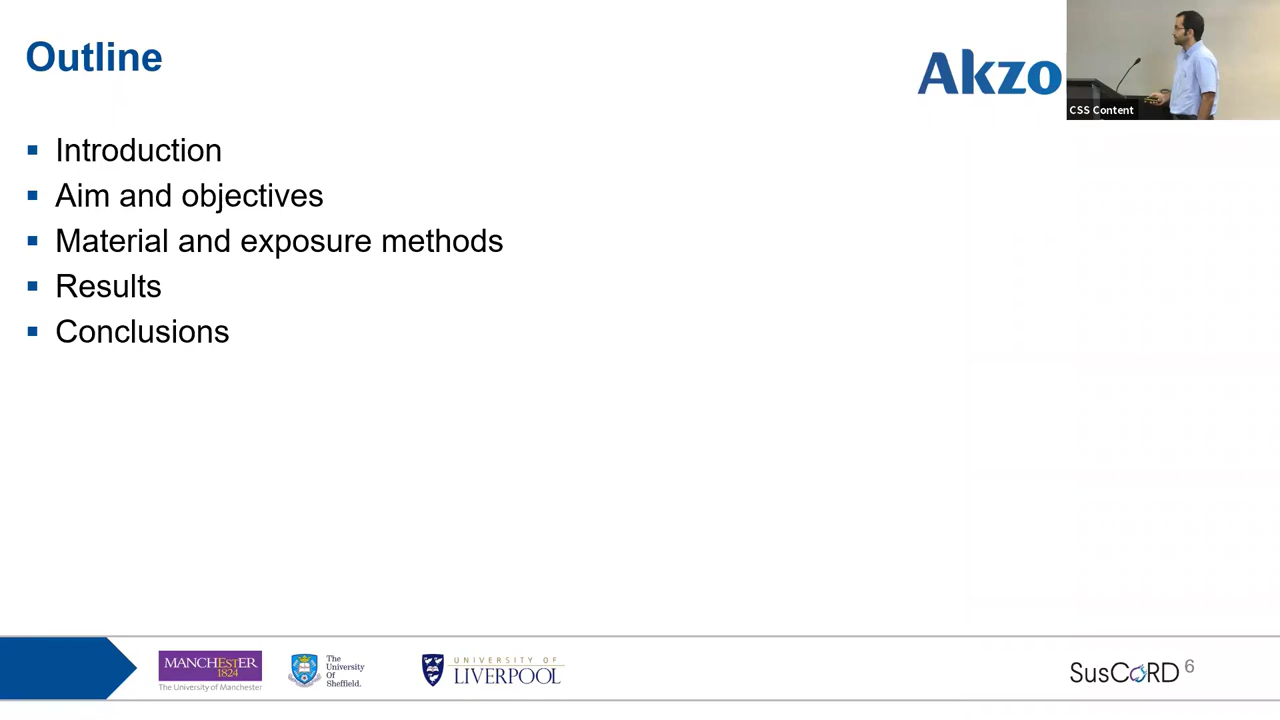 Outline
Akzo
CSS Content
Introduction
Aim and objectives
Material and exposure methods
Results
Conclusions
MANCHESTER
1824
The University of Manchester
The
University
Of
Sheffield.
UNIVERSITY OF
LIVERPOOL
SusCoRD
6